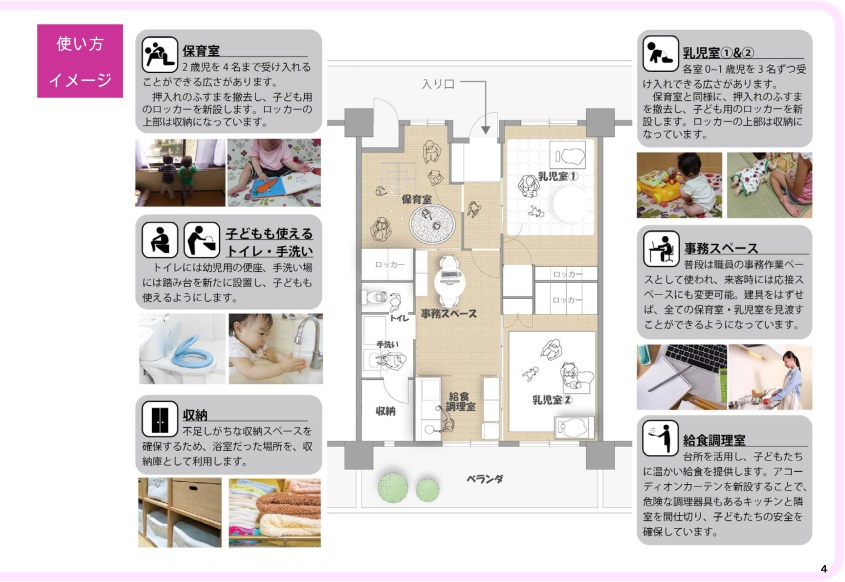 使い方
イメージ
保育室
2歳児を4名まで受け入れる
ことができる広さがあります。
押入れのふすまを撤去し、子ども用
のロッカーを新設します。ロッカーの
上部は収納になっています。
子どもも使える
トイレ・手洗い
トイレには幼児用の便座、手洗い場
には踏み台を新たに設置し、子どもも
使えるようにします。
収納
不足しがちな収納スペースを
確保するため、浴室だった場所を、収
納庫として利用します。
入り口
保育室
乳児室①
ロッカー
ロッカー
ロッカー
トイレ
事務スペース
手洗い
収納
給食
調理室
乳児室②
ベランダ
乳児室①&②
各室0~1歳児を3名ずつ受
け入れできる広さがあります。
保育室と同様に、押入れのふすま
を撤去し、子ども用のロッカーを新
設します。ロッカーの上部は収納に
なっています。
事務スペース
普段は職員の事務作業スペー
スとして使われ、来客時には応接ス
ペースにも変更可能。建具をはずせ
ば、全ての保育室・乳児室を見渡す
ことができるようになっています。
給食調理室
台所を活用し、子どもたち
に温かい給食を提供します。アコー
ディオンカーテンを新設することで、
危険な調理器具もあるキッチンと隣
室を間仕切り、子どもたちの安全を
確保しています。
4